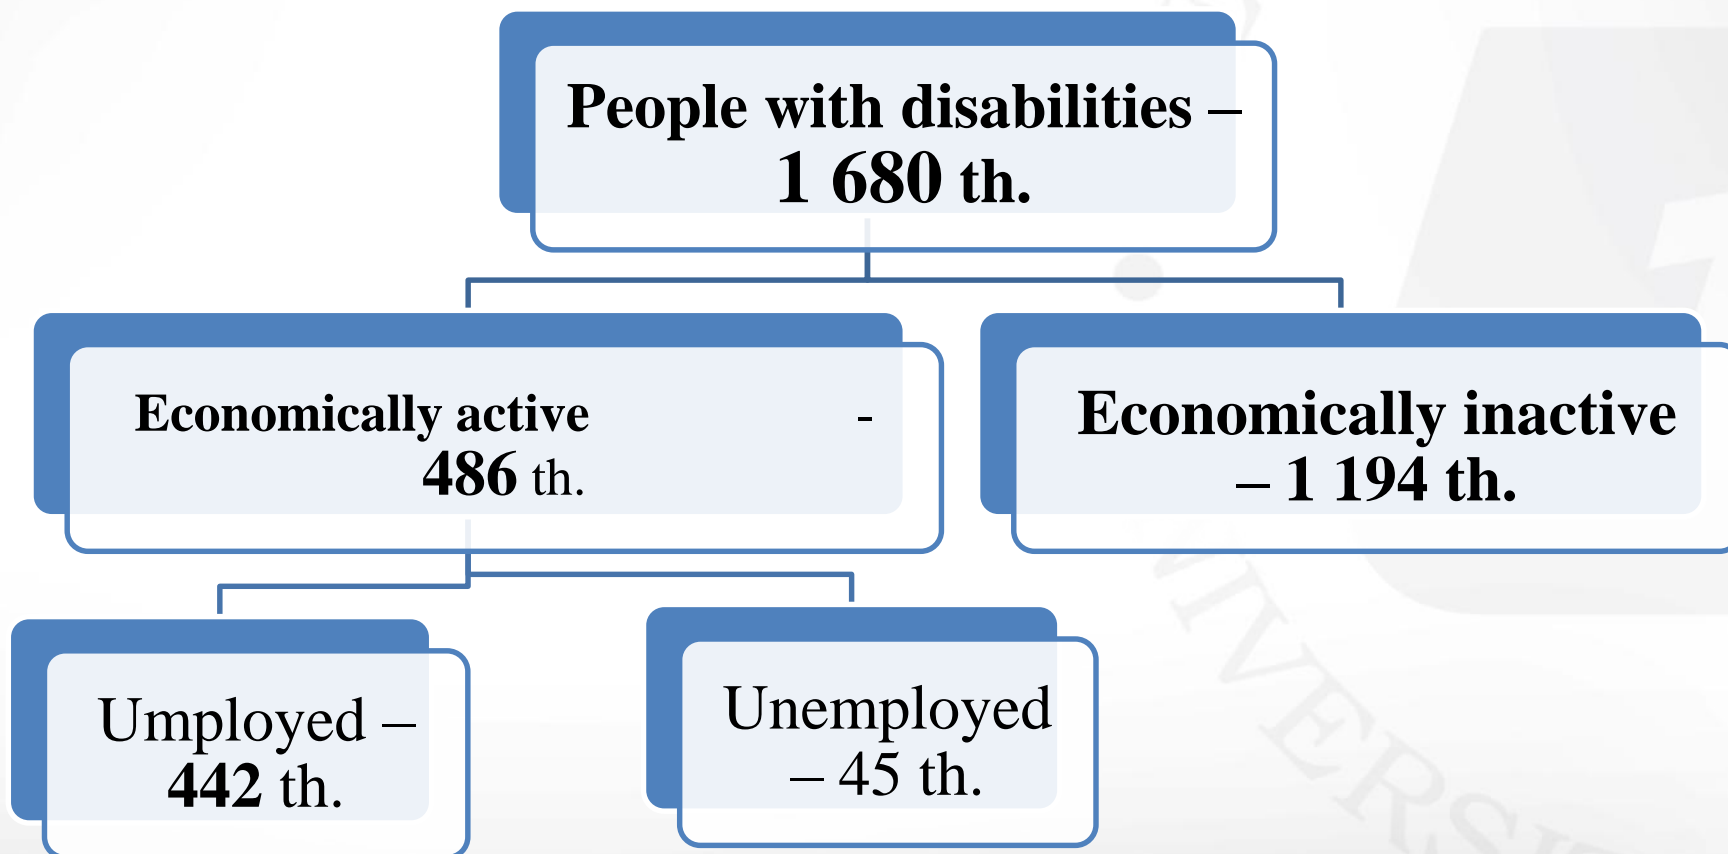 People with disabilities –
1 680 th.
Economically active -
486 th.
Economically inactive
– 1 194 th.
Umployed –
442 th.
Unemployed
– 45 th.